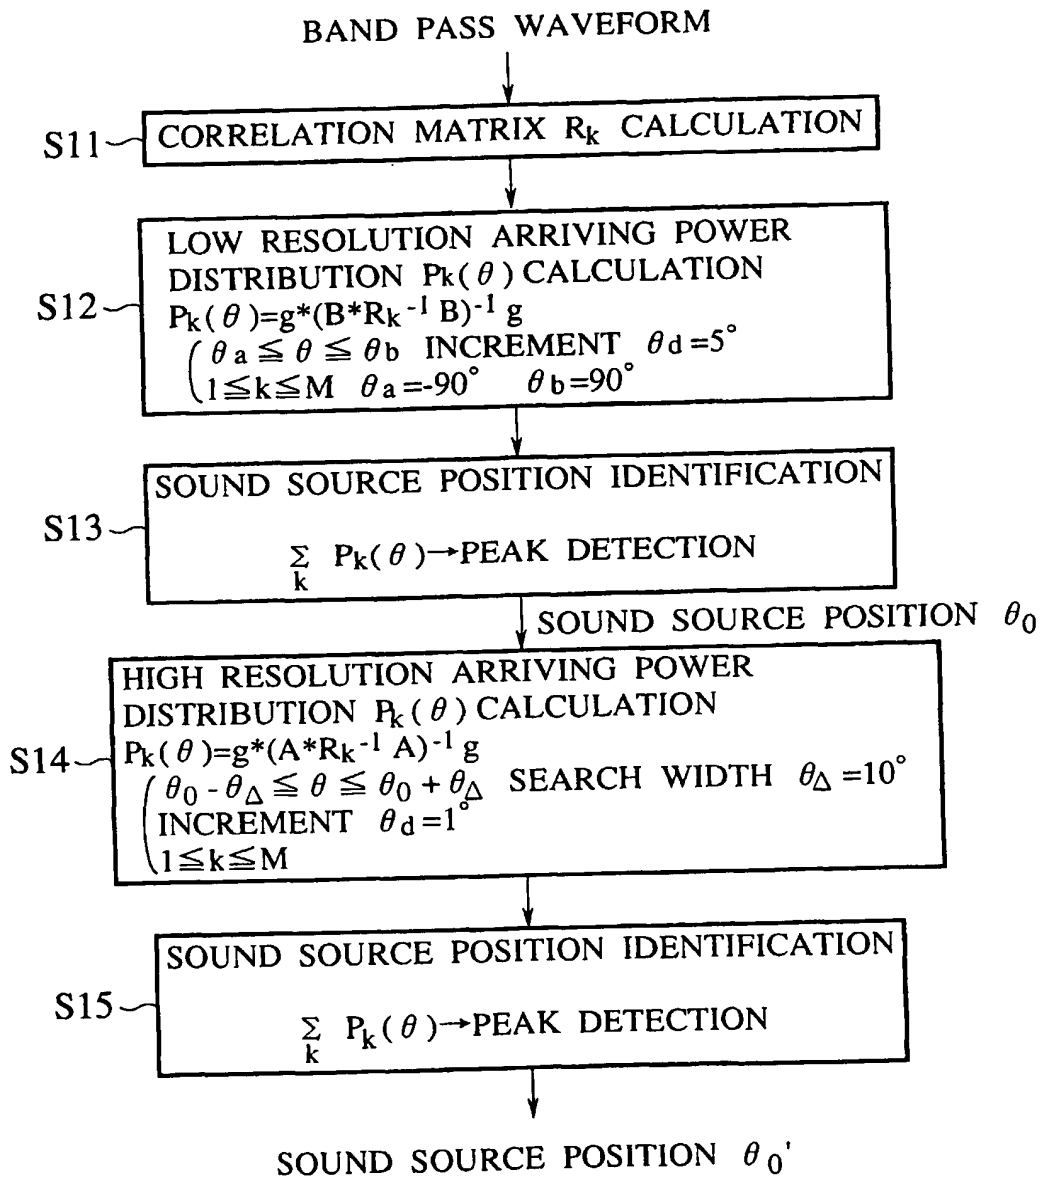 BAND PASS WAVEFORM
S11
CORRELATION MATRIX Rk CALCULATION
S12
LOW RESOLUTION ARRIVING POWER
DISTRIBUTION Pk(θ) CALCULATION
Pk(θ)=g*(B*Rk⁻¹ B)⁻¹ g
θa ≦ θ ≦ θb INCREMENT θd=5°
1≦k≦M θa=-90° θb=90°
S13
SOUND SOURCE POSITION IDENTIFICATION
Σ Pk(θ)→PEAK DETECTION
k
SOUND SOURCE POSITION θ0
S14
HIGH RESOLUTION ARRIVING POWER
DISTRIBUTION Pk(θ) CALCULATION
Pk(θ)=g*(A*Rk⁻¹ A)⁻¹ g
θ0 - θΔ ≦ θ ≦ θ0 + θΔ SEARCH WIDTH θΔ=10°
INCREMENT θd=1°
1≦k≦M
S15
SOUND SOURCE POSITION IDENTIFICATION
Σ Pk(θ)→PEAK DETECTION
k
SOUND SOURCE POSITION θ0'